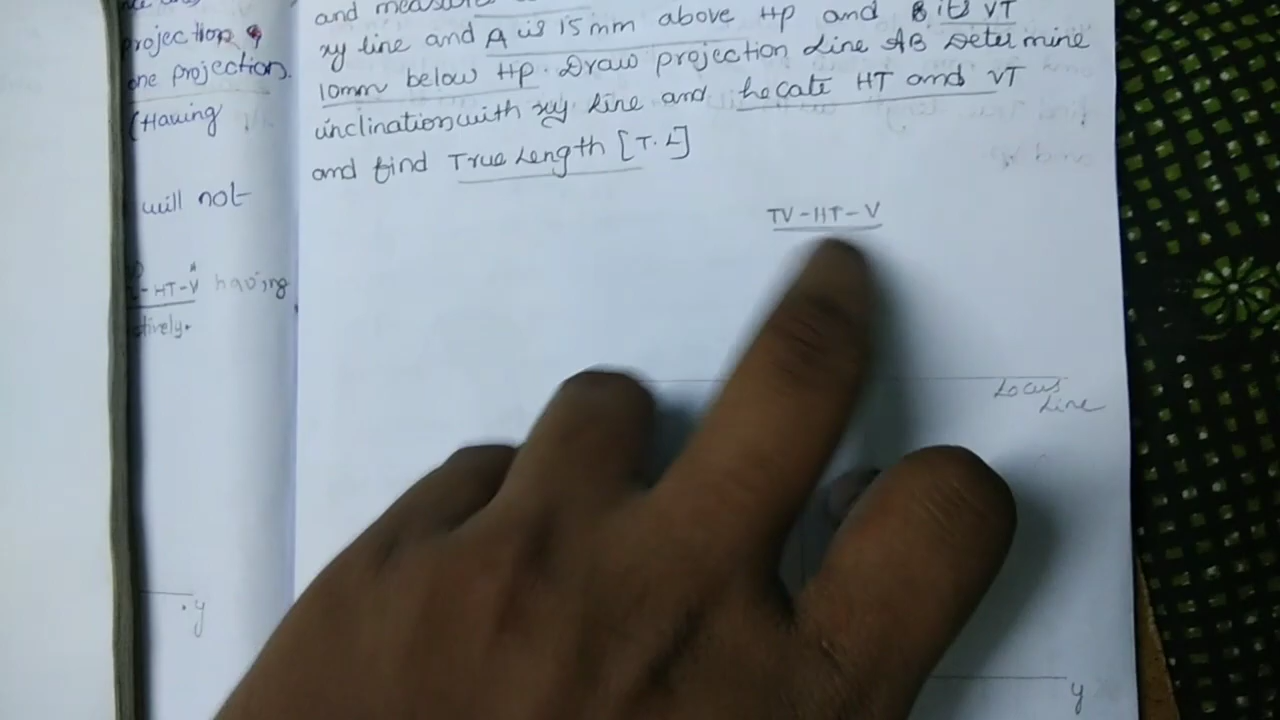 projection of
one projection.
(Having
will not
HT-V having
and
xy line and A is 15mm above Hp and B its VT
10mm below Hp. Draw projection Line AB Determine
inclination with xy line and Locate HT and VT
and find True Length [T.L]
TV-HT-V
Locus
Line
y
y